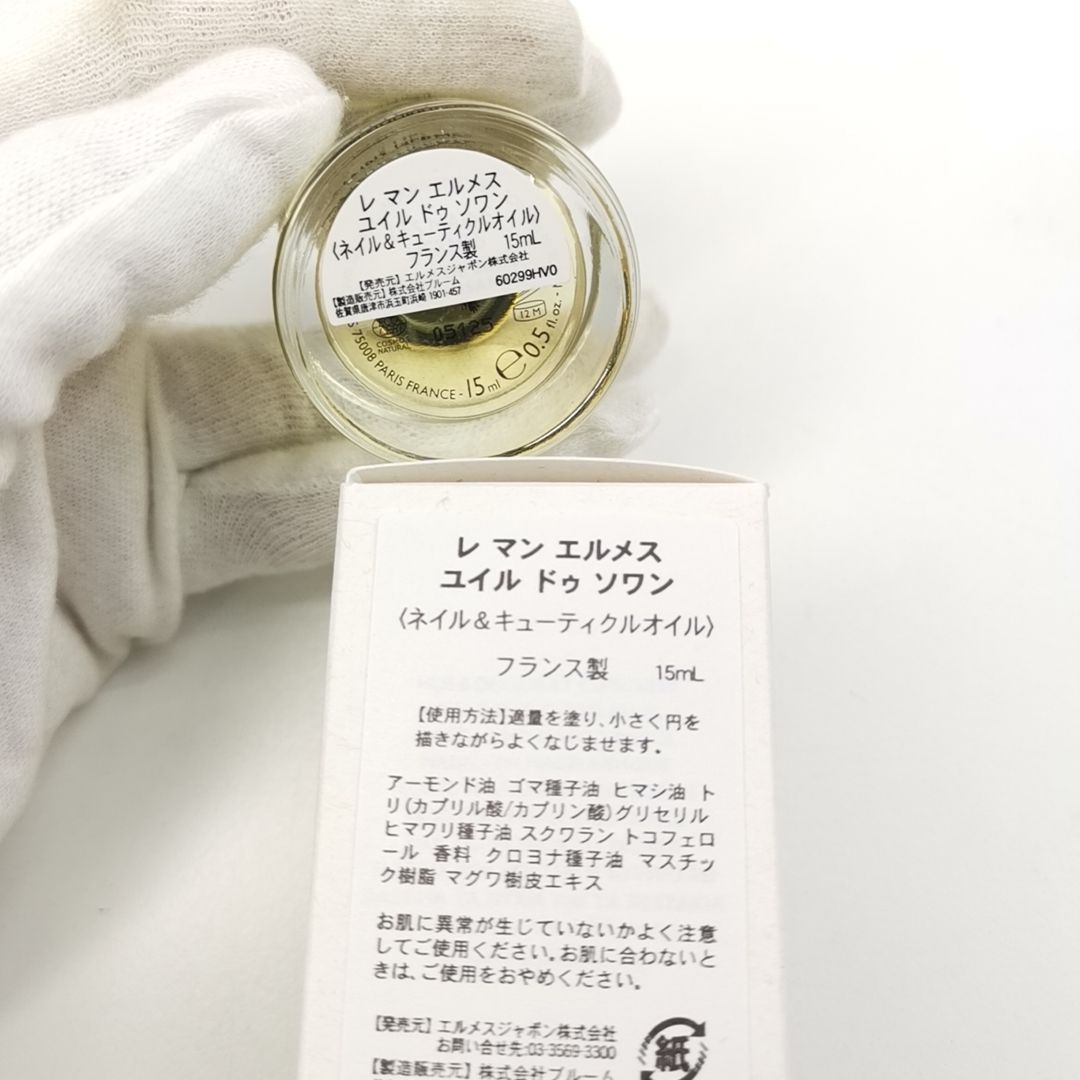 レ マン エルメス
ユイル ドゥ ソワン
〈ネイル&キューティクルオイル〉
フランス製 15mL
【発売元】エルメスジャポン株式会社
【製造販売元】株式会社ブルーム 60299HV0
佐賀県唐津市浜玉町浜崎 1901-457
COSMOS
NATURAL
05125
12 M
75008 PARIS FRANCE - 15 ml e 0.5 fl.oz.
レ マン エルメス
ユイル ドゥ ソワン
〈ネイル&キューティクルオイル〉
フランス製 15mL
【使用方法】適量を塗り、小さく円を
描きながらよくなじませます。
アーモンド油 ゴマ種子油 ヒマシ油 ト
リ(カプリル酸/カプリン酸)グリセリル
ヒマワリ種子油 スクワラン トコフェロ
ール 香料 クロヨナ種子油 マスチッ
ク樹脂 マグワ樹皮エキス
お肌に異常が生じていないかよく注意
してご使用ください。お肌に合わないと
きは、ご使用をおやめください。
【発売元】エルメスジャポン株式会社
お問い合せ先:03-3569-3300
紙
【製造販売元】株式会社ブルーム